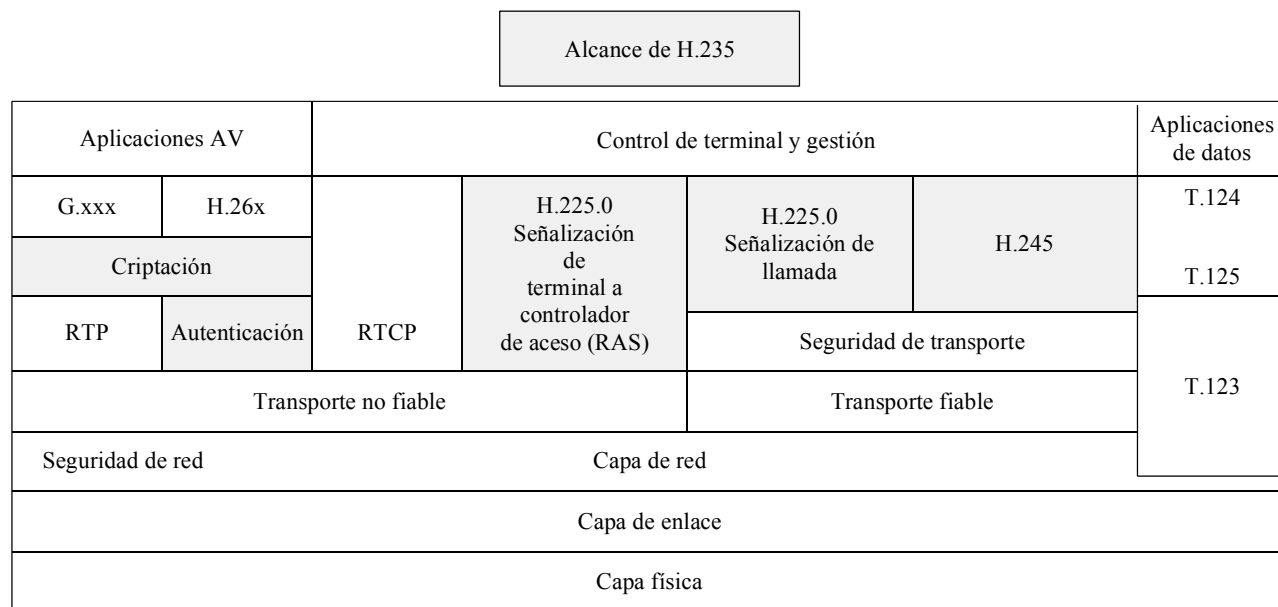 Alcance de H.235
Aplicaciones AV
Control de terminal y gestión
Aplicaciones
de datos
G.xxx
H.26x
Criptación
RTP
Autenticación
RTCP
H.225.0
Señalización
de
terminal a
controlador
de aceso (RAS)
H.225.0
Señalización de
llamada
H.245
Seguridad de transporte
T.124
T.125
T.123
Transporte no fiable
Transporte fiable
Seguridad de red
Capa de red
Capa de enlace
Capa física